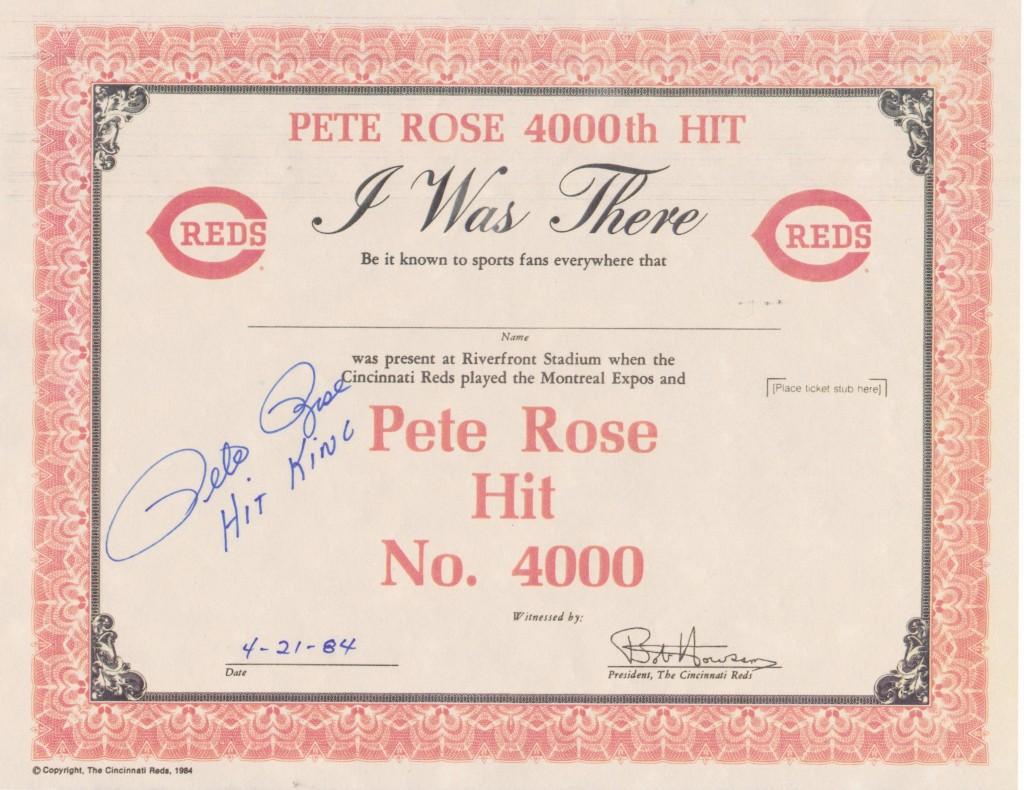 PETE ROSE 4000th HIT
I Was There
REDS
REDS
Be it known to sports fans everywhere that
Name
was present at Riverfront Stadium when the
Cincinnati Reds played the Montreal Expos and
[Place ticket stub here]
Pete Rose
Hit
No. 4000
Pete Rose
HIT KING
Witnessed by:
4-21-84
Date
Bob Howsam
President, The Cincinnati Reds
© Copyright, The Cincinnati Reds, 1984